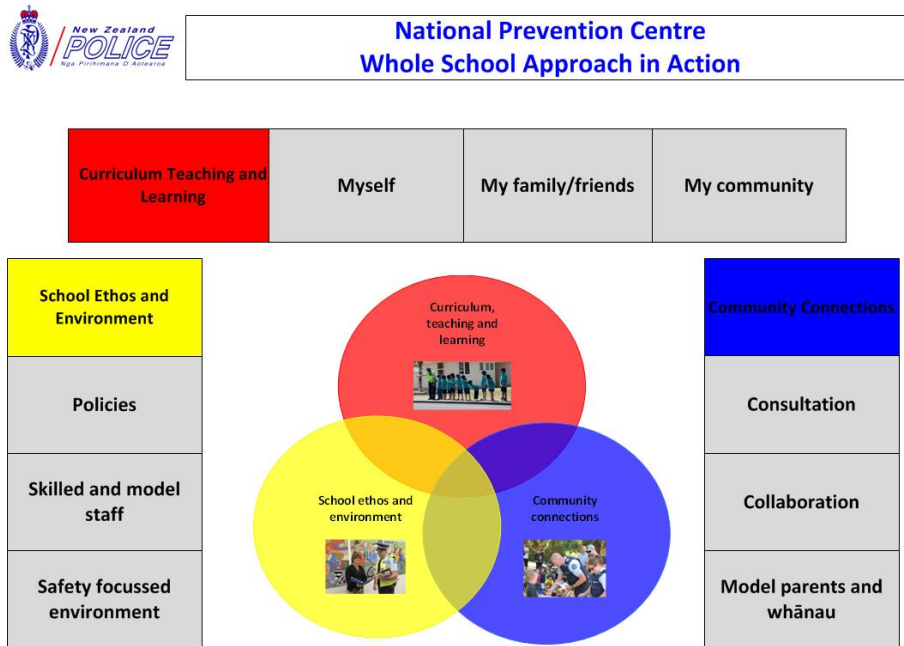 New Zealand
POLICE
Nga Pirihimana O Aotearoa
National Prevention Centre
Whole School Approach in Action
Curriculum Teaching and
Learning
Myself
My family/friends
My community
School Ethos and
Environment
Policies
Skilled and model
staff
Safety focussed
environment
Curriculum,
teaching and
learning
School ethos and
environment
Community
connections
Community Connections
Consultation
Collaboration
Model parents and
whānau